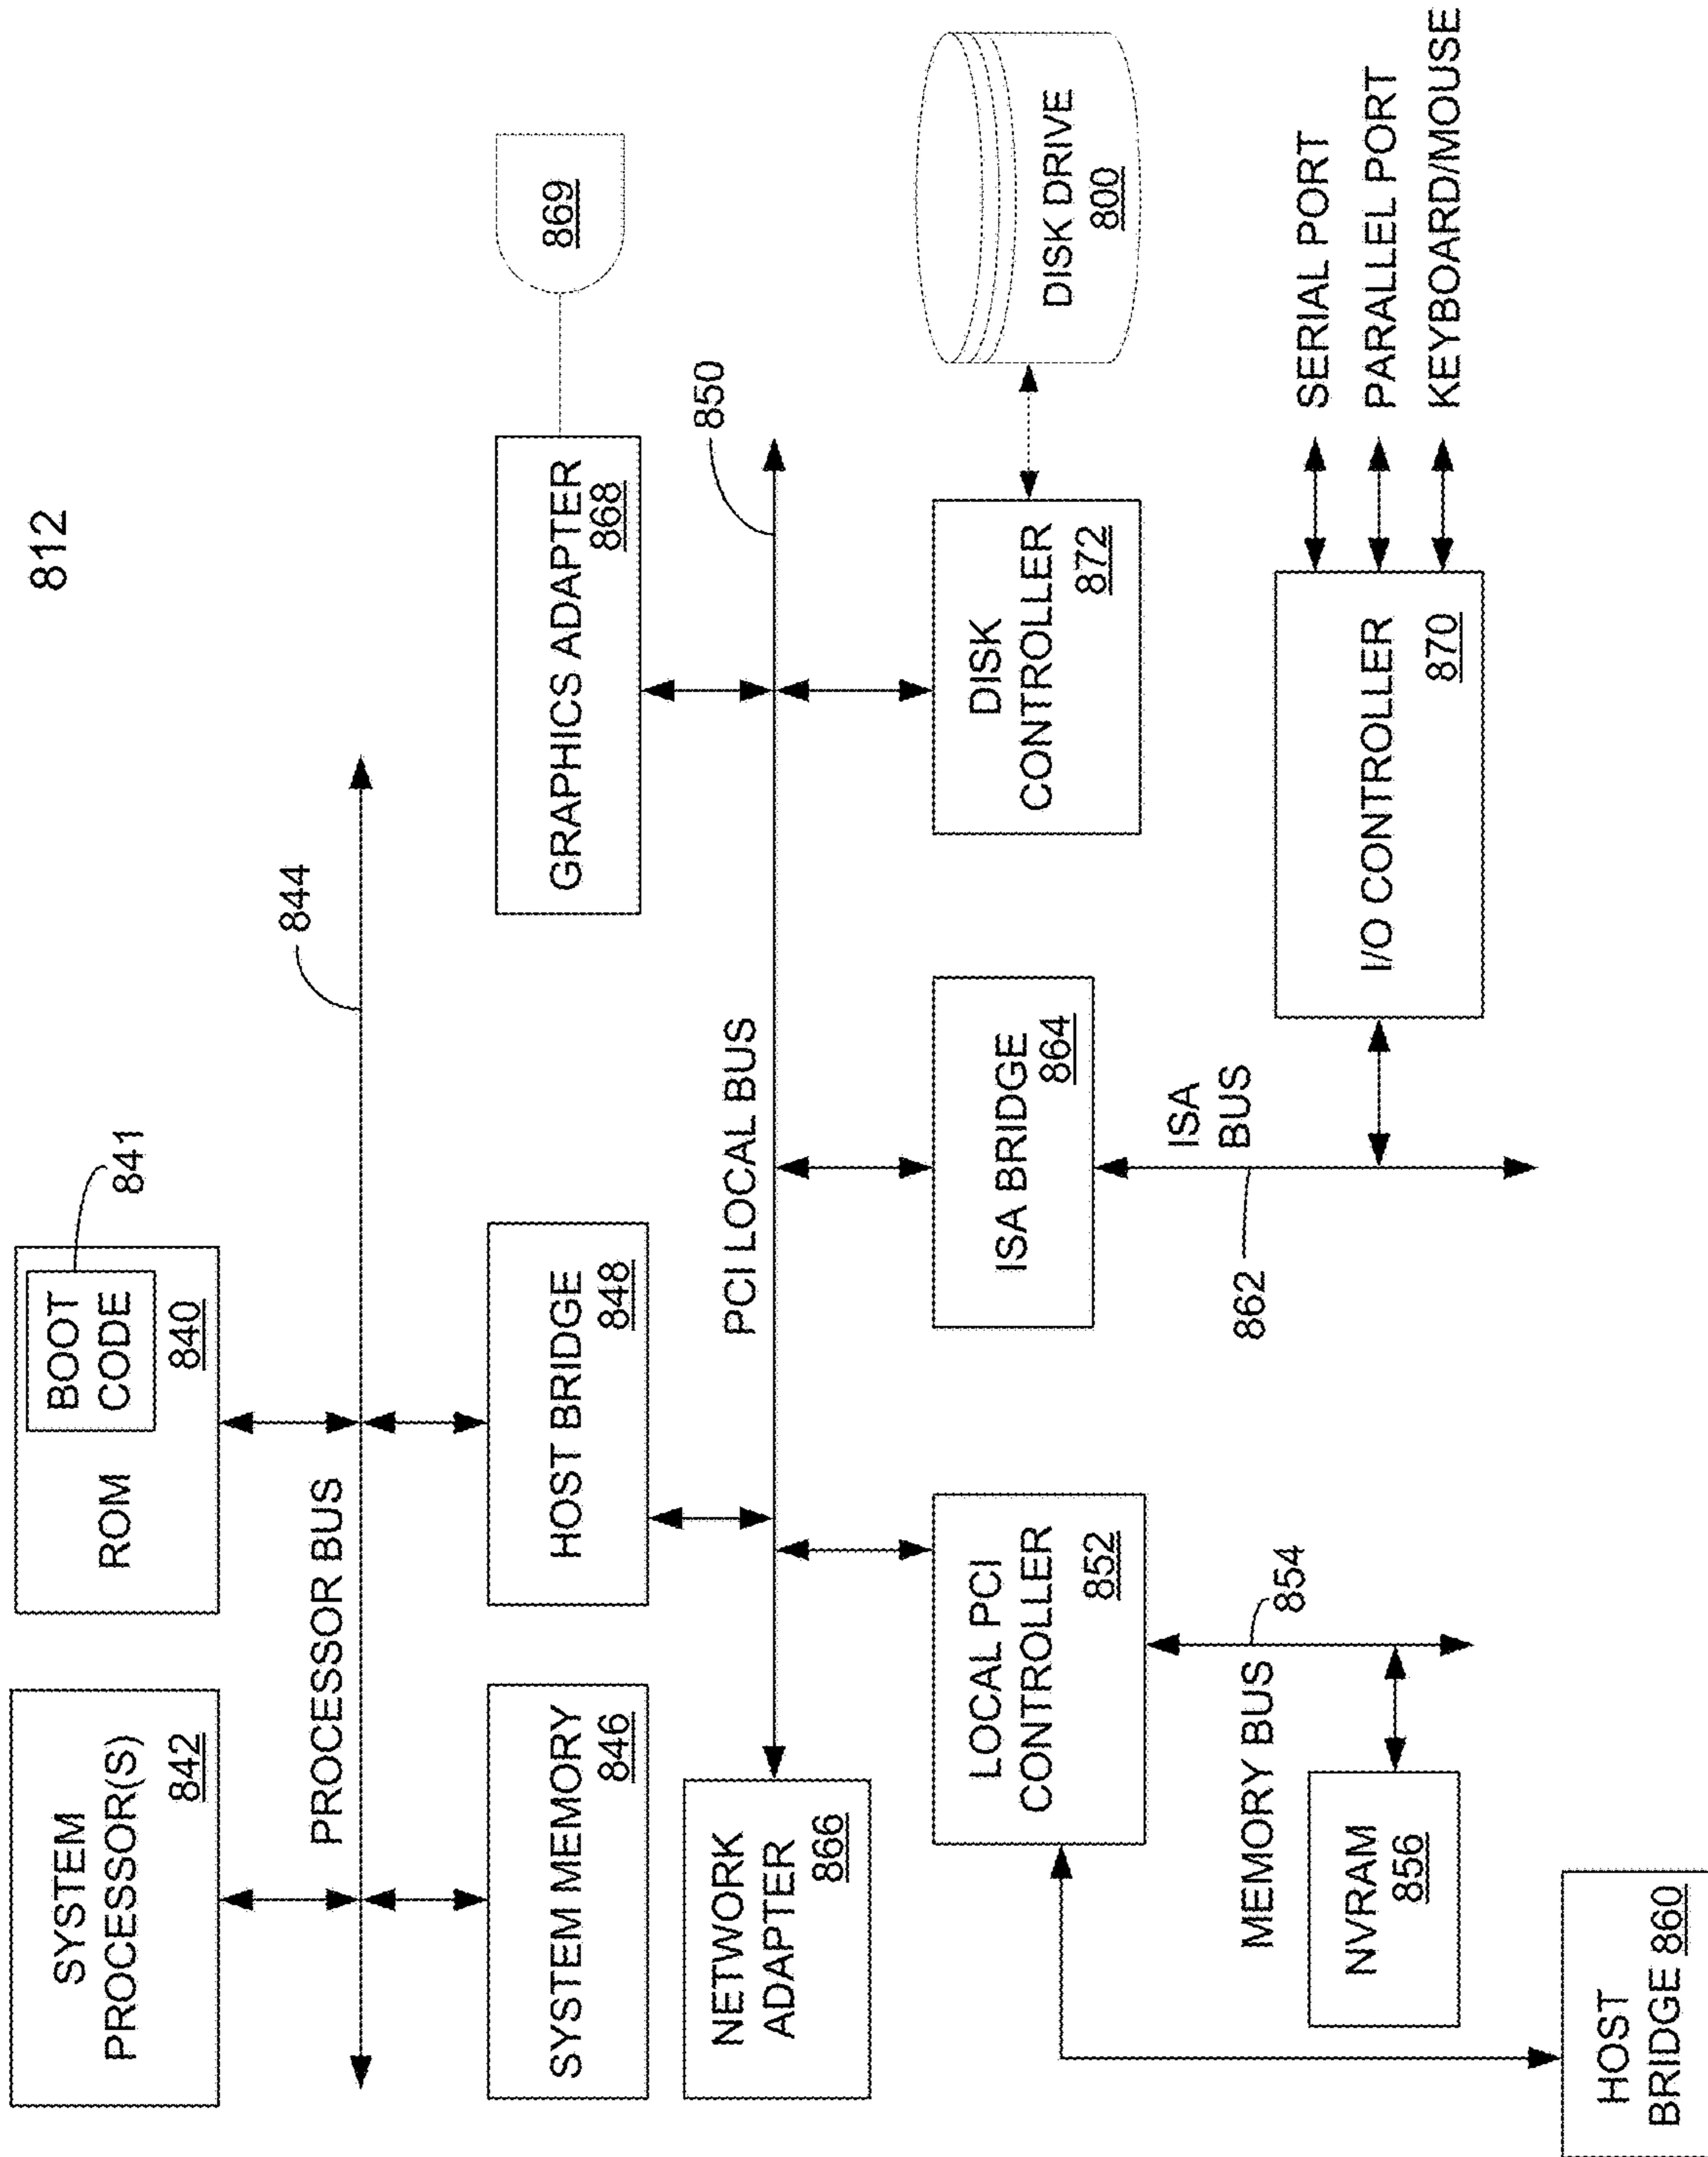 812
SYSTEM
PROCESSOR(S)
842
ROM
BOOT
CODE
840
841
PROCESSOR BUS
844
SYSTEM MEMORY
846
HOST BRIDGE
848
GRAPHICS ADAPTER
868
869
NETWORK
ADAPTER
866
PCI LOCAL BUS
850
LOCAL PCI
CONTROLLER
852
ISA BRIDGE
864
DISK
CONTROLLER
872
DISK DRIVE
800
MEMORY BUS
854
862
ISA
BUS
NVRAM
856
I/O CONTROLLER
870
SERIAL PORT
PARALLEL PORT
KEYBOARD/MOUSE
HOST
BRIDGE 860